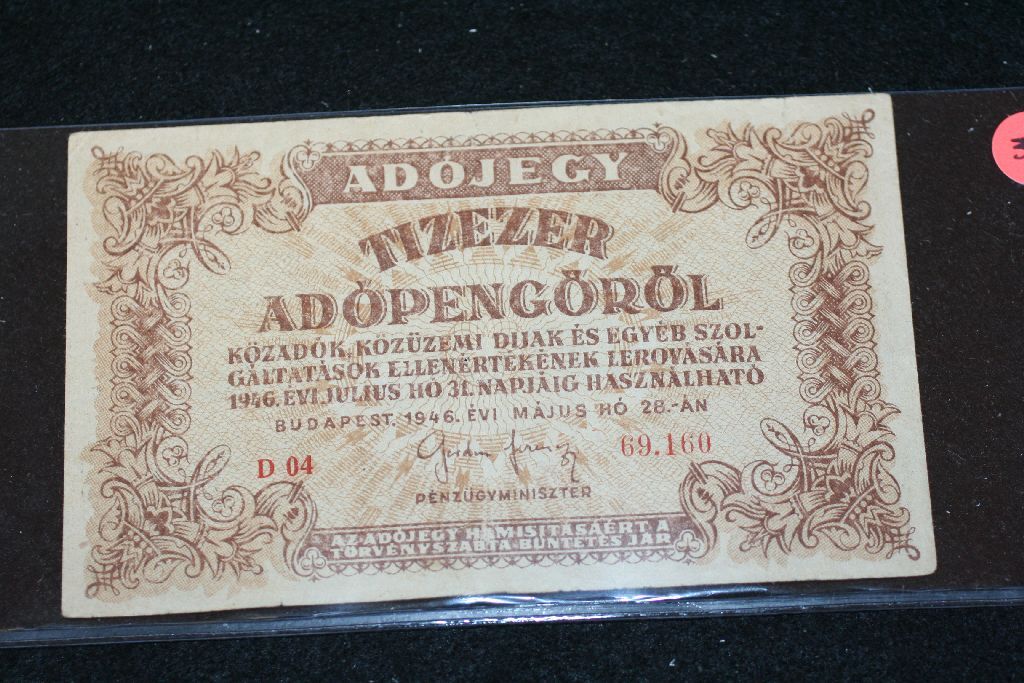 ADÓJEGY
TIZEZER
ADÓPENGŐRŐL
KÖZADÓK, KÖZÜZEMI DIJAK ÉS EGYÉB SZOL-
GÁLTATÁSOK ELLENÉRTÉKÉNEK LEROVÁSÁRA
1946. ÉVI JULIUS HÓ 31. NAPJÁIG HASZNÁLHATÓ
BUDAPEST, 1946. ÉVI MÁJUS HÓ 28.-ÁN
D 04
69.160
PÉNZÜGYMINISZTER
AZ ADÓJEGY HAMISITÁSÁÉRT A
TÖRVÉNYSZABTA BÜNTETÉS JÁR